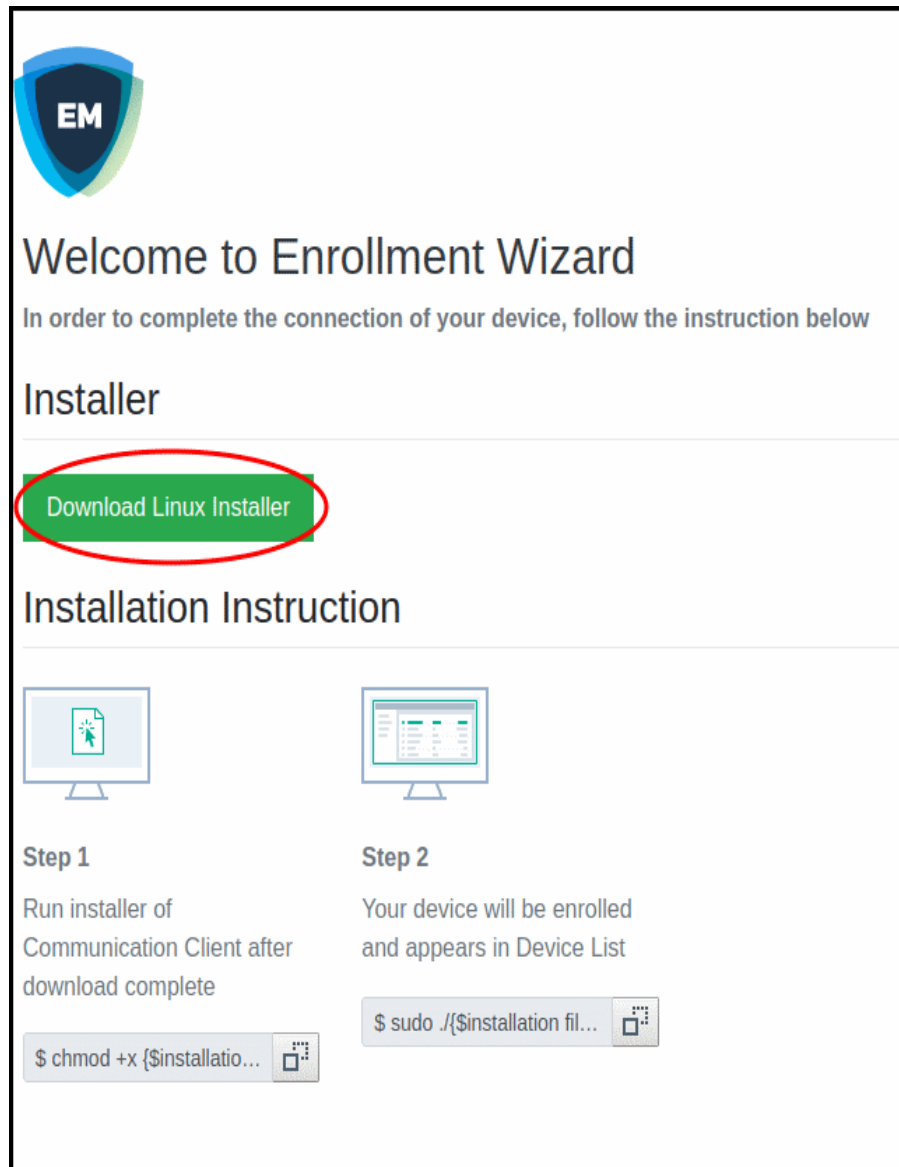 EM
Welcome to Enrollment Wizard
In order to complete the connection of your device, follow the instruction below
Installer
Download Linux Installer
Installation Instruction
Step 1
Run installer of
Communication Client after
download complete
$ chmod +x {$installatio…
Step 2
Your device will be enrolled
and appears in Device List
$ sudo ./{$installation fil…